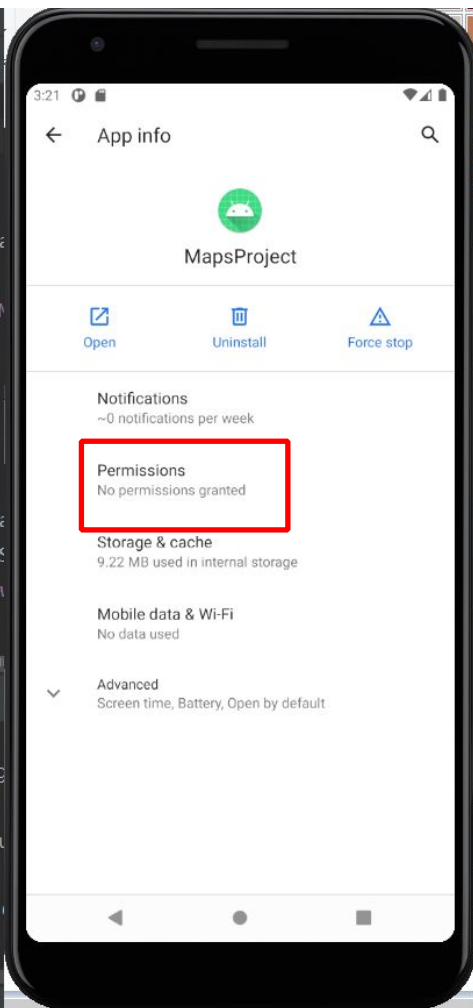 3:21
App info
MapsProject
Open
Uninstall
Force stop
Notifications
~0 notifications per week
Permissions
No permissions granted
Storage & cache
9.22 MB used in internal storage
Mobile data & Wi-Fi
No data used
Advanced
Screen time, Battery, Open by default